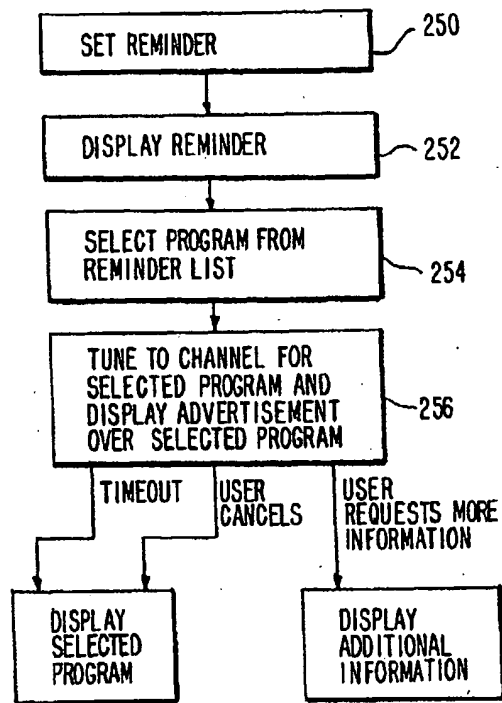 SET REMINDER
250
DISPLAY REMINDER
252
SELECT PROGRAM FROM
REMINDER LIST
254
TUNE TO CHANNEL FOR
SELECTED PROGRAM AND
DISPLAY ADVERTISEMENT
OVER SELECTED PROGRAM
256
TIMEOUT
USER
CANCELS
USER
REQUESTS MORE
INFORMATION
DISPLAY
SELECTED
PROGRAM
DISPLAY
ADDITIONAL
INFORMATION